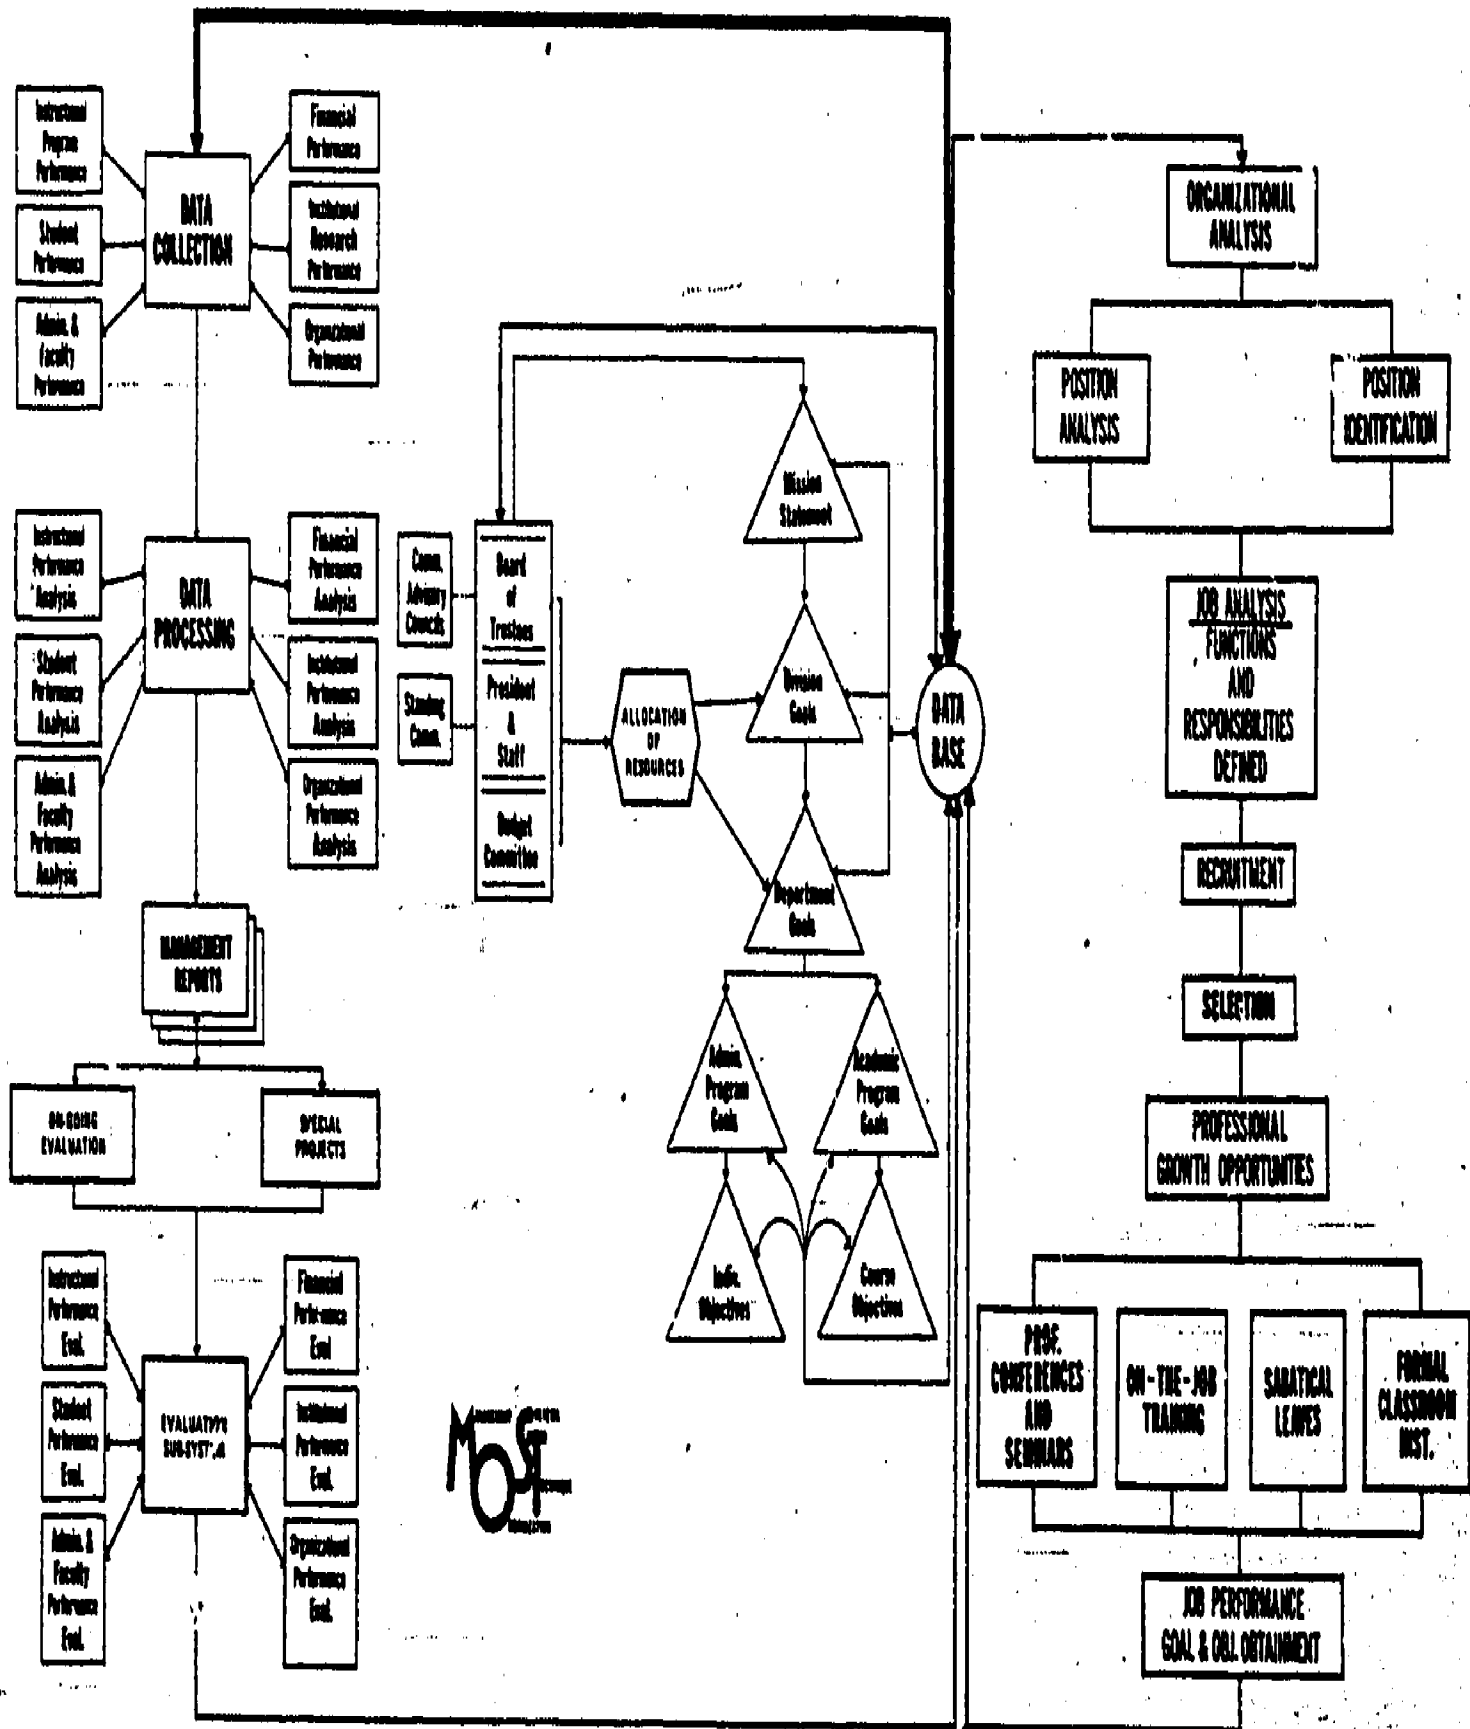 Instructional
Program
Performance
Student
Performance
Admin. &
Faculty
Performance
DATA
COLLECTION
Financial
Performance
Institutional
Research
Performance
Organizational
Performance
Instructional
Performance
Analysis
Student
Performance
Analysis
Admin. &
Faculty
Performance
Analysis
DATA
PROCESSING
Financial
Performance
Analysis
Institutional
Performance
Analysis
Organizational
Performance
Analysis
MANAGEMENT
REPORTS
ON-GOING
EVALUATION
SPECIAL
PROJECTS
Instructional
Performance
Eval.
Student
Performance
Eval.
Admin. &
Faculty
Performance
Eval.
EVALUATION
SUB-SYSTEM
Financial
Performance
Eval
Institutional
Performance
Eval.
Organizational
Performance
Eval.
Comm.
Advisory
Councils
Standing
Comm.
Board
of
Trustees
President
&
Staff
Budget
Committee
ALLOCATION
OF
RESOURCES
Mission
Statement
Division
Goals
Department
Goals
Admin.
Program
Goals
Academic
Program
Goals
Indiv.
Objectives
Course
Objectives
DATA
BASE
MOST
ORGANIZATIONAL
ANALYSIS
POSITION
ANALYSIS
POSITION
IDENTIFICATION
JOB ANALYSIS
FUNCTIONS
AND
RESPONSIBILITIES
DEFINED
RECRUITMENT
SELECTION
PROFESSIONAL
GROWTH OPPORTUNITIES
PROF.
CONFERENCES
AND
SEMINARS
ON-THE-JOB
TRAINING
SABATICAL
LEAVES
FORMAL
CLASSROOM
INST.
JOB PERFORMANCE
GOAL & OBJ. OBTAINMENT